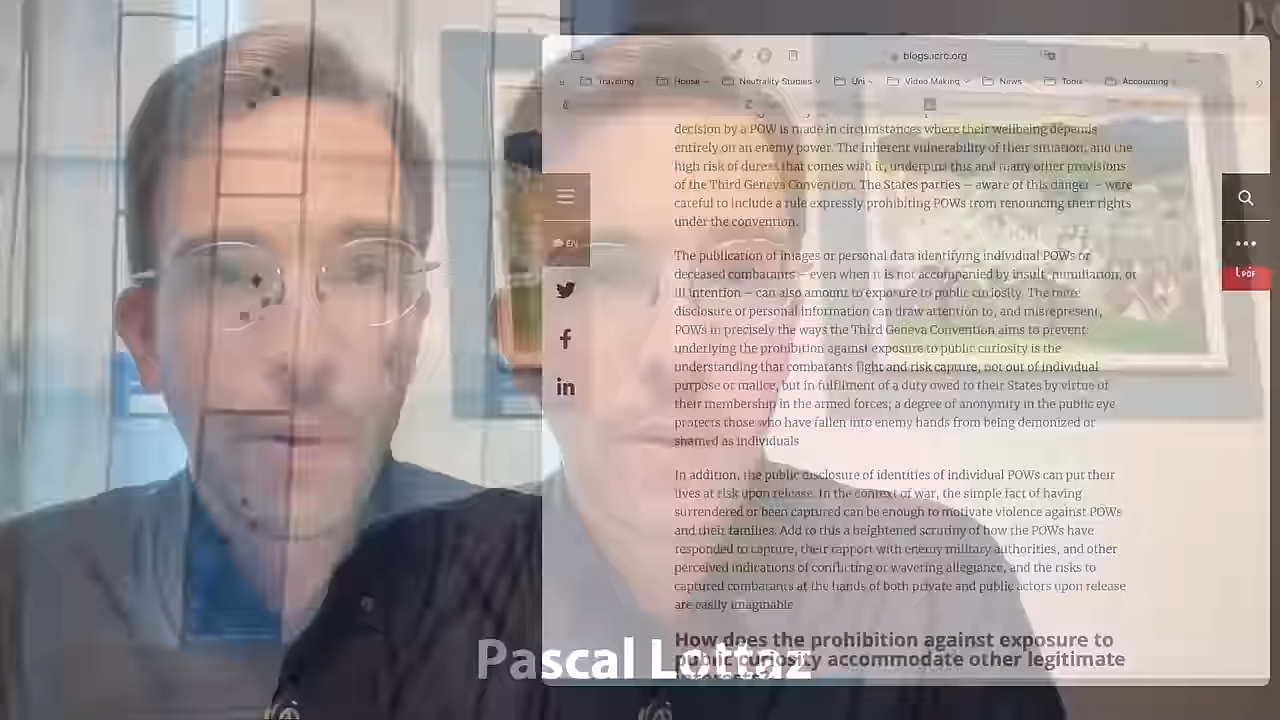 blogs.icrc.org
Traveling
House
Neutrality Studies
Uni
Video Making
News
Tools
Accounting
decision by a POW is made in circumstances where their wellbeing depends
entirely on an enemy power. The inherent vulnerability of their situation, and the
high risk of duress that comes with it, underpins this and many other provisions
of the Third Geneva Convention. The States parties – aware of this danger – were
careful to include a rule expressly prohibiting POWs from renouncing their rights
under the convention.
The publication of images or personal data identifying individual POWs or
deceased combatants – even when it is not accompanied by insult, humiliation, or
ill intention – can also amount to exposure to public curiosity. The mere
disclosure of personal information can draw attention to, and misrepresent,
POWs in precisely the ways the Third Geneva Convention aims to prevent:
underlying the prohibition against exposure to public curiosity is the
understanding that combatants fight and risk capture, not out of individual
purpose or malice, but in fulfilment of a duty owed to their States by virtue of
their membership in the armed forces; a degree of anonymity in the public eye
protects those who have fallen into enemy hands from being demonized or
shamed as individuals
In addition, the public disclosure of identities of individual POWs can put their
lives at risk upon release. In the context of war, the simple fact of having
surrendered or been captured can be enough to motivate violence against POWs
and their families. Add to this a heightened scrutiny of how the POWs have
responded to capture, their rapport with enemy military authorities, and other
perceived indications of conflicting or wavering allegiance, and the risks to
captured combatants at the hands of both private and public actors upon release
are easily imaginable
How does the prohibition against exposure to
public curiosity accommodate other legitimate
EN
PDF
Pascal Lottaz